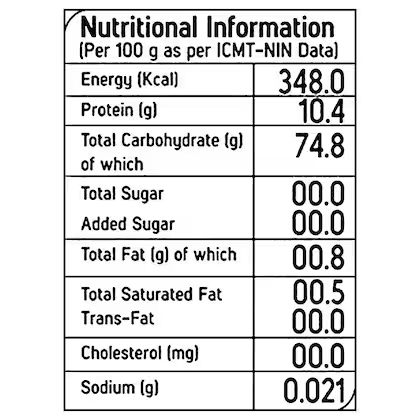 Nutritional Information
(Per 100 g as per ICMT-NIN Data)
Energy (Kcal) 348.0
Protein (g) 10.4
Total Carbohydrate (g) 74.8
of which
Total Sugar 00.0
Added Sugar 00.0
Total Fat (g) of which 00.8
Total Saturated Fat 00.5
Trans-Fat 00.0
Cholesterol (mg) 00.0
Sodium (g) 0.021